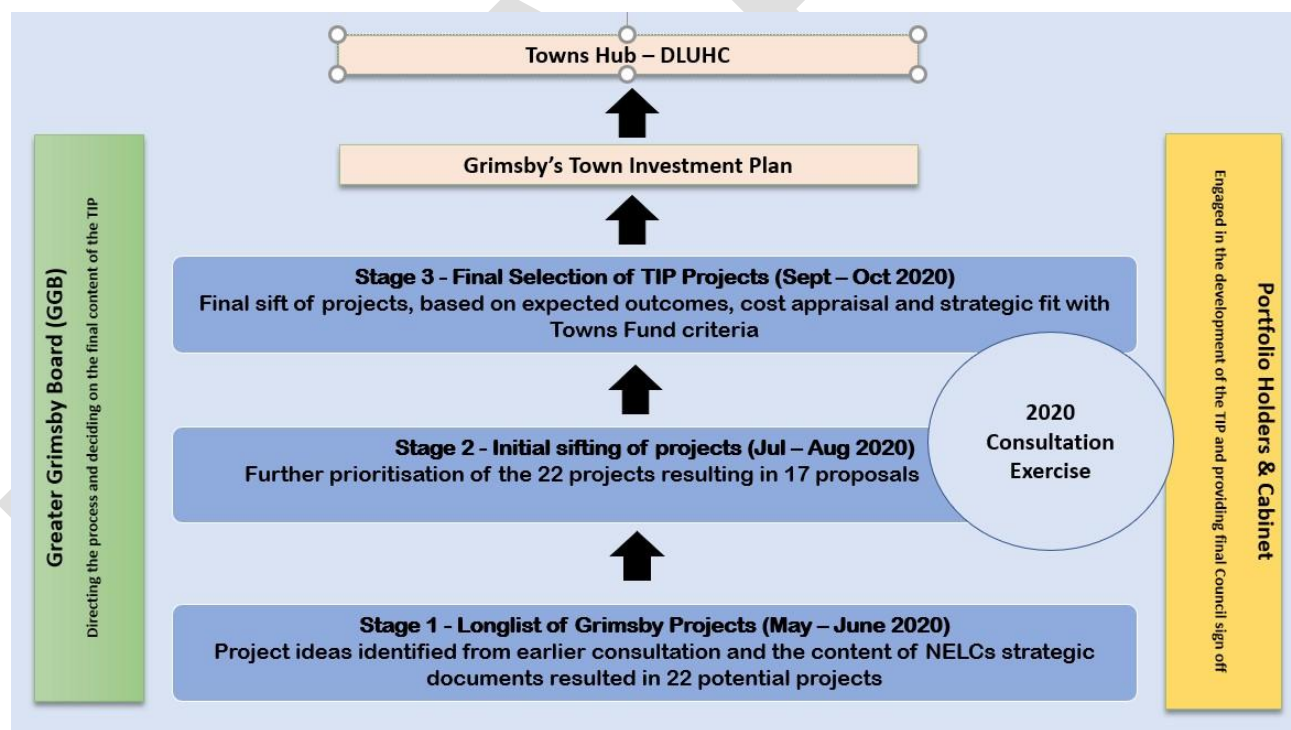 Towns Hub – DLUHC
Grimsby's Town Investment Plan
Greater Grimsby Board (GGB)
Directing the process and deciding on the final content of the TIP
Stage 3 - Final Selection of TIP Projects (Sept – Oct 2020)
Final sift of projects, based on expected outcomes, cost appraisal and strategic fit with
Towns Fund criteria
Stage 2 - Initial sifting of projects (Jul – Aug 2020)
Further prioritisation of the 22 projects resulting in 17 proposals
2020
Consultation
Exercise
Stage 1 - Longlist of Grimsby Projects (May – June 2020)
Project ideas identified from earlier consultation and the content of NELCs strategic
documents resulted in 22 potential projects
Portfolio Holders & Cabinet
Engaged in the development of the TIP and providing final Council sign off